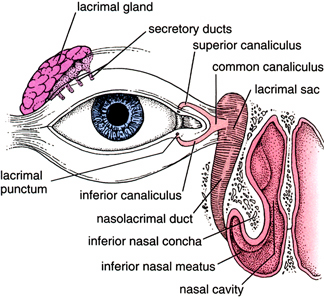 lacrimal gland
secretory ducts
superior canaliculus
common canaliculus
lacrimal sac
lacrimal
punctum
inferior canaliculus
nasolacrimal duct
inferior nasal concha
inferior nasal meatus
nasal cavity